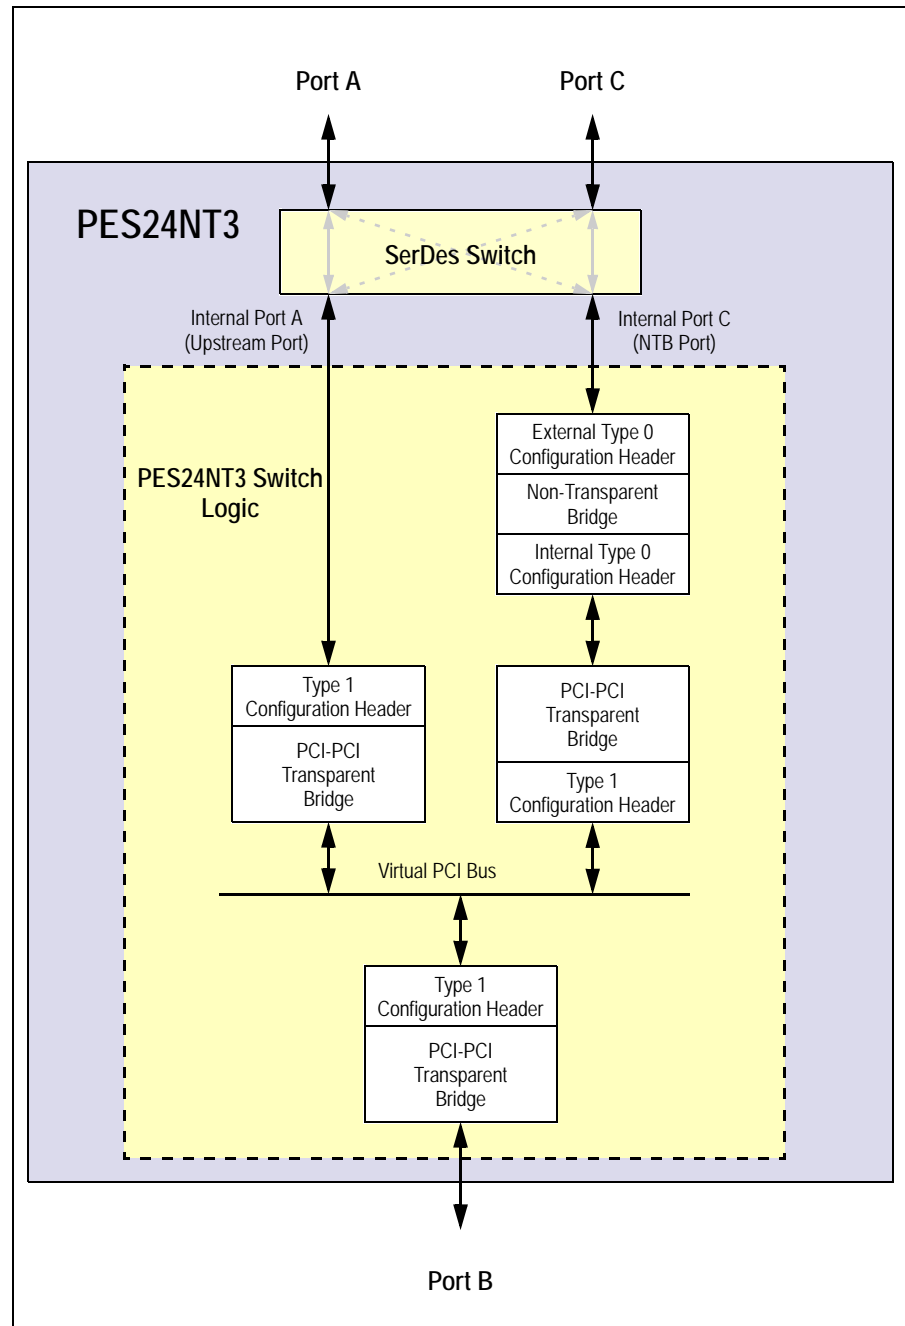 Port A
Port C
PES24NT3
SerDes Switch
Internal Port A
(Upstream Port)
Internal Port C
(NTB Port)
PES24NT3 Switch
Logic
External Type 0
Configuration Header
Non-Transparent
Bridge
Internal Type 0
Configuration Header
Type 1
Configuration Header
PCI-PCI
Transparent
Bridge
PCI-PCI
Transparent
Bridge
Type 1
Configuration Header
Virtual PCI Bus
Type 1
Configuration Header
PCI-PCI
Transparent
Bridge
Port B